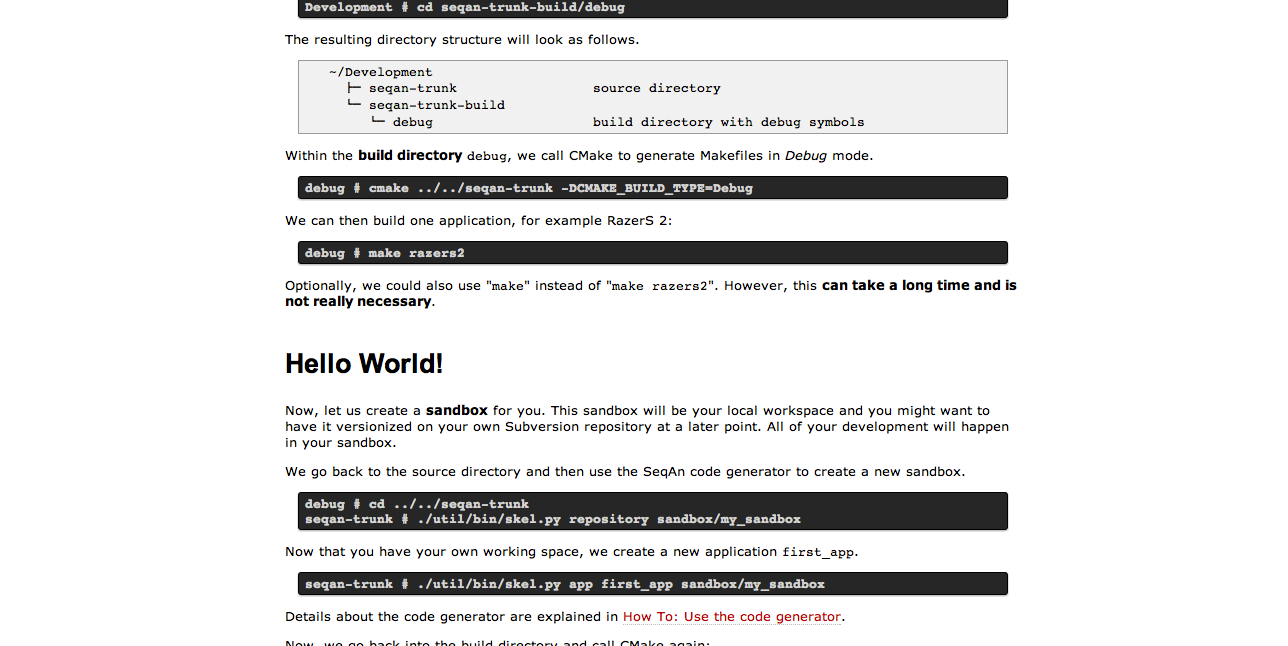 Development # cd seqan-trunk-build/debug
The resulting directory structure will look as follows.
~/Development
├─ seqan-trunk                 source directory
└─ seqan-trunk-build
└─ debug                    build directory with debug symbols
Within the build directory debug, we call CMake to generate Makefiles in Debug mode.
debug # cmake ../../seqan-trunk -DCMAKE_BUILD_TYPE=Debug
We can then build one application, for example RazerS 2:
debug # make razers2
Optionally, we could also use "make" instead of "make razers2". However, this can take a long time and is
not really necessary.
Hello World!
Now, let us create a sandbox for you. This sandbox will be your local workspace and you might want to
have it versionized on your own Subversion repository at a later point. All of your development will happen
in your sandbox.
We go back to the source directory and then use the SeqAn code generator to create a new sandbox.
debug # cd ../../seqan-trunk
seqan-trunk # ./util/bin/skel.py repository sandbox/my_sandbox
Now that you have your own working space, we create a new application first_app.
seqan-trunk # ./util/bin/skel.py app first_app sandbox/my_sandbox
Details about the code generator are explained in How To: Use the code generator.
Now, we go back into the build directory and call CMake again: